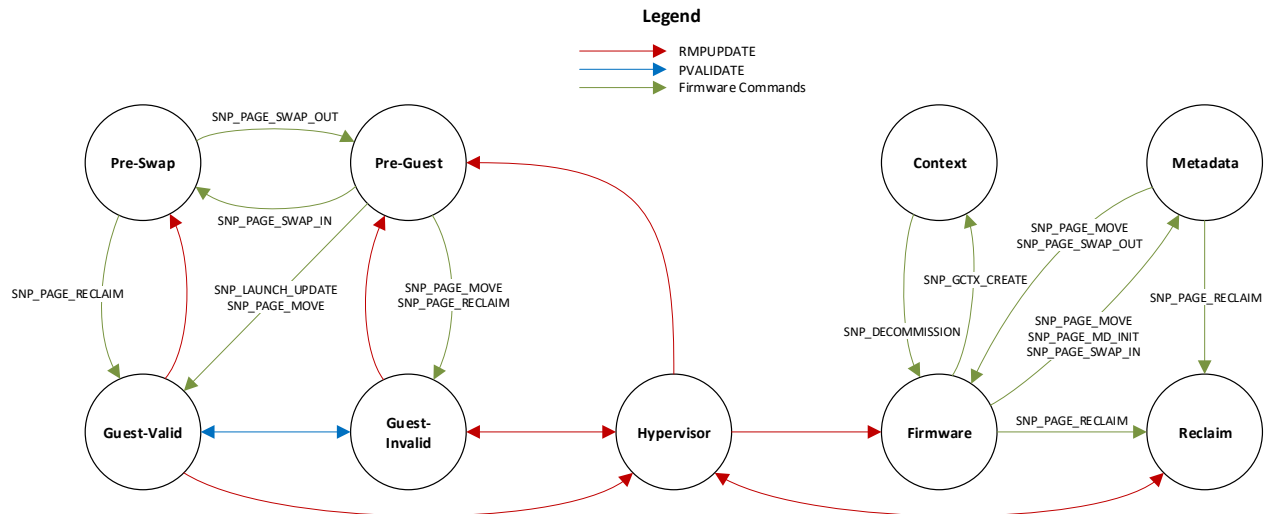 Legend
RMPUPDATE
PVALIDATE
Firmware Commands
SNP_PAGE_SWAP_OUT
Pre-Swap
Pre-Guest
Context
Metadada
SNP_PAGE_SWAP_IN
SNP_PAGE_MOVE
SNP_PAGE_SWAP_OUT
SNP_PAGE_RECLAIM
SNP_LAUNCH_UPDATE
SNP_PAGE_MOVE
SNP_PAGE_MOVE
SNP_PAGE_RECLAIM
SNP_GCTX_CREATE
SNP_PAGE_RECLAIM
SNP_DECOMMISSION
SNP_PAGE_MOVE
SNP_PAGE_MD_INIT
SNP_PAGE_SWAP_IN
Guest-Valid
Guest-
Invalid
Hypervisor
Firmware
SNP_PAGE_RECLAIM
Reclaim